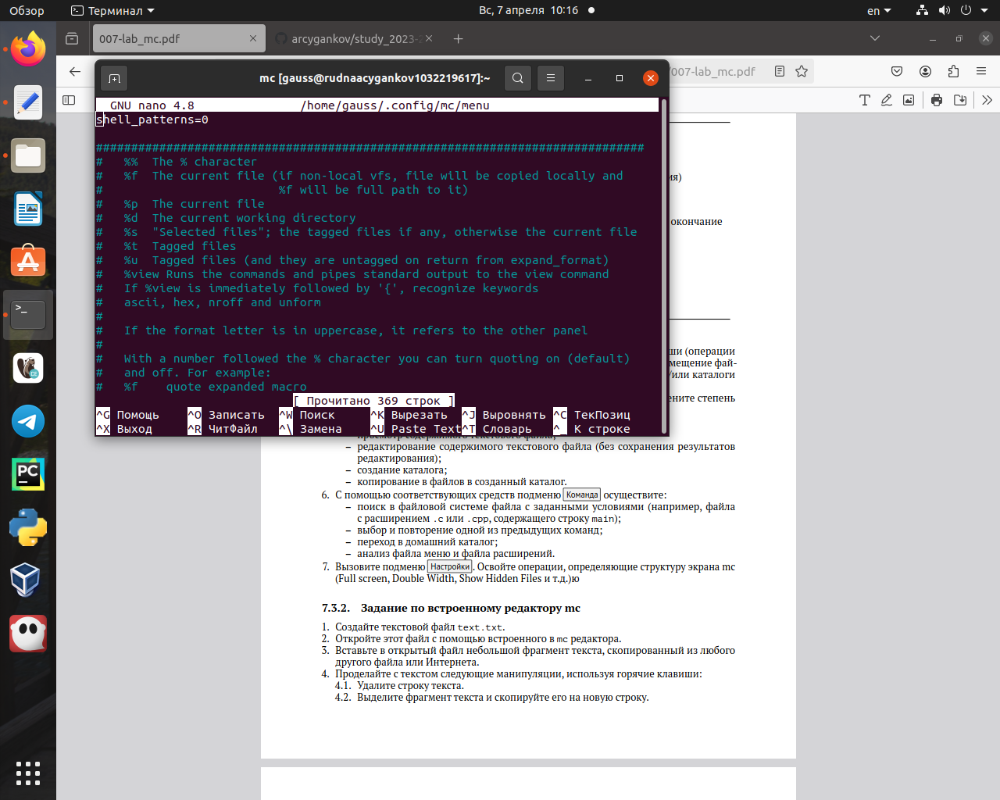 Обзор
Терминал
Вс, 7 апреля 10:16
en
007-lab_mc.pdf
arcygankov/study_2023-2
/007-lab_mc.pdf
mc [gauss@rudnaacygankov1032219617]:~
GNU nano 4.8 /home/gauss/.config/mc/menu
shell_patterns=0
##############################################################################
# %% The % character
# %f The current file (if non-local vfs, file will be copied locally and
# %f will be full path to it)
# %p The current file
# %d The current working directory
# %s "Selected files"; the tagged files if any, otherwise the current file
# %t Tagged files
# %u Tagged files (and they are untagged on return from expand_format)
# %view Runs the commands and pipes standard output to the view command
# If %view is immediately followed by '{', recognize keywords
# ascii, hex, nroff and unform
#
# If the format letter is in uppercase, it refers to the other panel
#
# With a number followed the % character you can turn quoting on (default)
# and off. For example:
# %f quote expanded macro
[ Прочитано 369 строк ]
^G Помощь ^O Записать ^W Поиск ^K Вырезать ^J Выровнять ^C ТекПозиц
^X Выход ^R ЧитФайл ^\ Замена ^U Paste Text ^T Словарь ^_ К строке
ия)
окончание
ши (операции
мещение фай-
/или каталоги
ените степень
– просмотр содержимого текстового файла;
– редактирование содержимого текстового файла (без сохранения результатов
редактирования);
– создание каталога;
– копирование в файлов в созданный каталог.
6. С помощью соответствующих средств подменю Команда осуществите:
– поиск в файловой системе файла с заданными условиями (например, файла
с расширением .c или .cpp, содержащего строку main);
– выбор и повторение одной из предыдущих команд;
– переход в домашний каталог;
– анализ файла меню и файла расширений.
7. Вызовите подменю Настройки. Освойте операции, определяющие структуру экрана mc
(Full screen, Double Width, Show Hidden Files и т.д.)ю
7.3.2. Задание по встроенному редактору mc
1. Создайте текстовой файл text.txt.
2. Откройте этот файл с помощью встроенного в mc редактора.
3. Вставьте в открытый файл небольшой фрагмент текста, скопированный из любого
другого файла или Интернета.
4. Проделайте с текстом следующие манипуляции, используя горячие клавиши:
4.1. Удалите строку текста.
4.2. Выделите фрагмент текста и скопируйте его на новую строку.